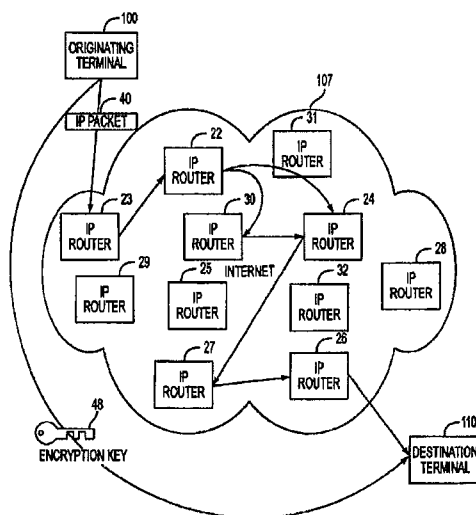 100
ORIGINATING
TERMINAL
40
IP PACKET
107
31
IP
ROUTER
22
IP
ROUTER
23
IP
ROUTER
30
IP
ROUTER
24
IP
ROUTER
29
IP
ROUTER
25
IP
ROUTER
INTERNET
32
IP
ROUTER
28
IP
ROUTER
27
IP
ROUTER
26
IP
ROUTER
48
ENCRYPTION KEY
110
DESTINATION
TERMINAL